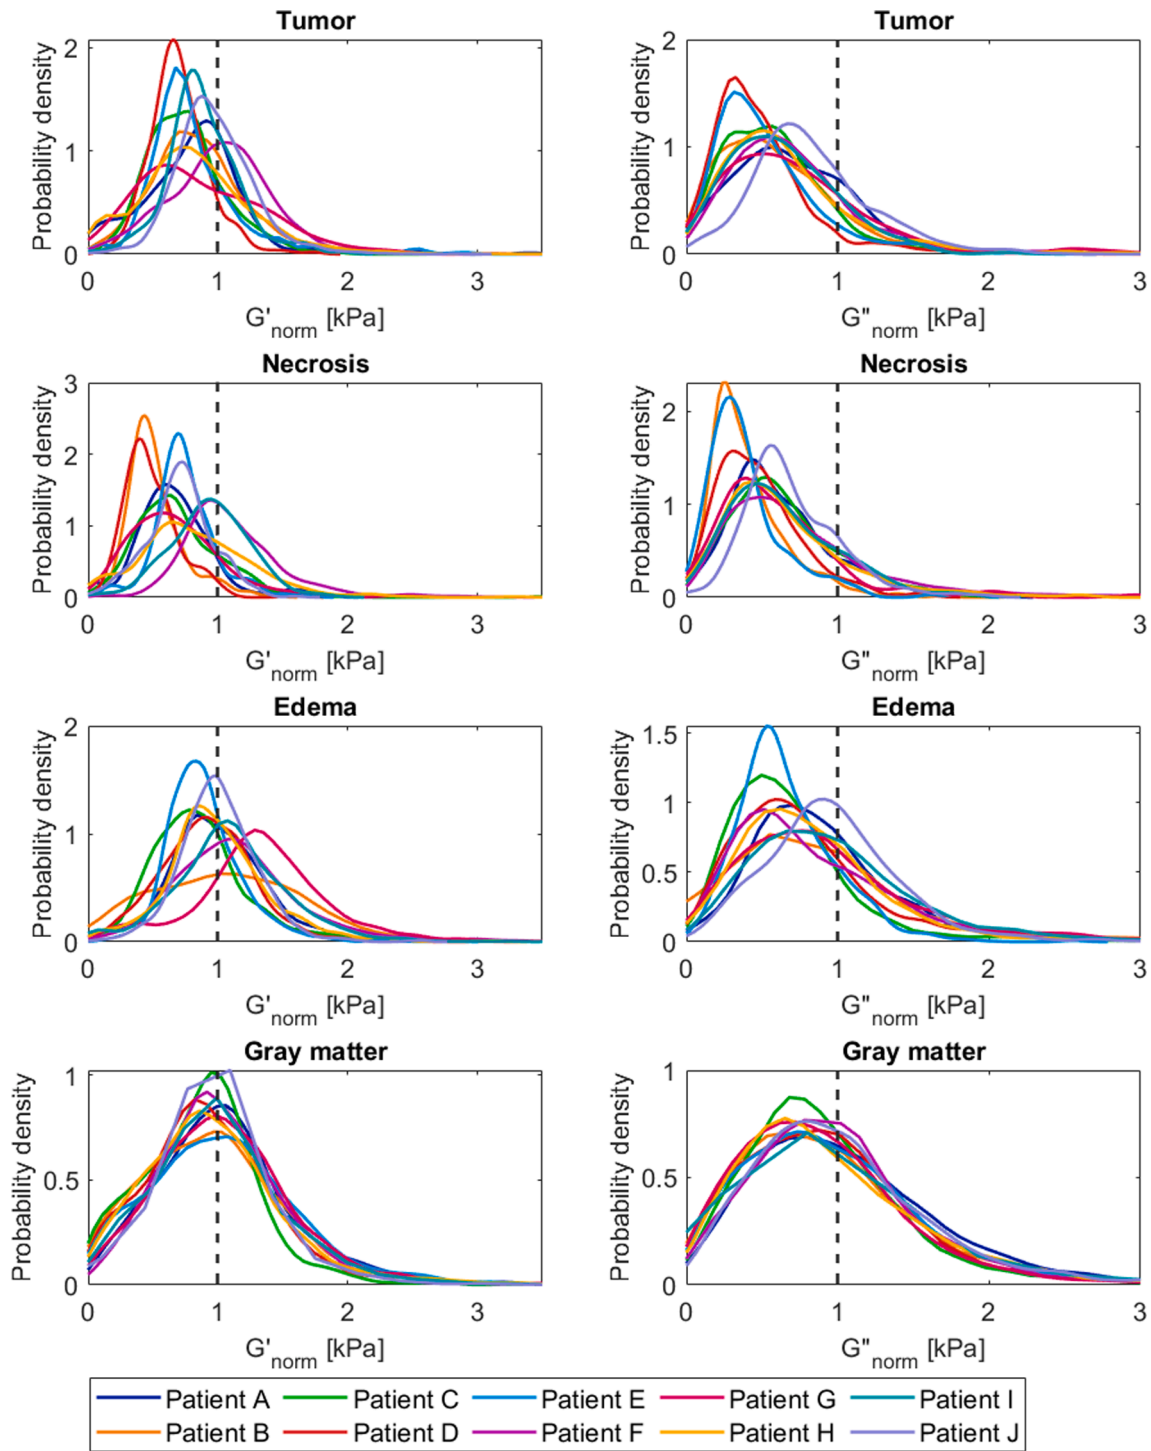 Tumor
Tumor
Probability density
2
1
0
0 1 2 3
G'norm [kPa]
Probability density
2
1
0
0 1 2 3
G"norm [kPa]
Necrosis
Necrosis
Probability density
3
2
1
0
0 1 2 3
G'norm [kPa]
Probability density
2
1
0
0 1 2 3
G"norm [kPa]
Edema
Edema
Probability density
2
1
0
0 1 2 3
G'norm [kPa]
Probability density
1.5
1
0.5
0
0 1 2 3
G"norm [kPa]
Gray matter
Gray matter
Probability density
1
0.5
0
0 1 2 3
G'norm [kPa]
Probability density
1
0.5
0
0 1 2 3
G"norm [kPa]
Patient A Patient C Patient E Patient G Patient I
Patient B Patient D Patient F Patient H Patient J